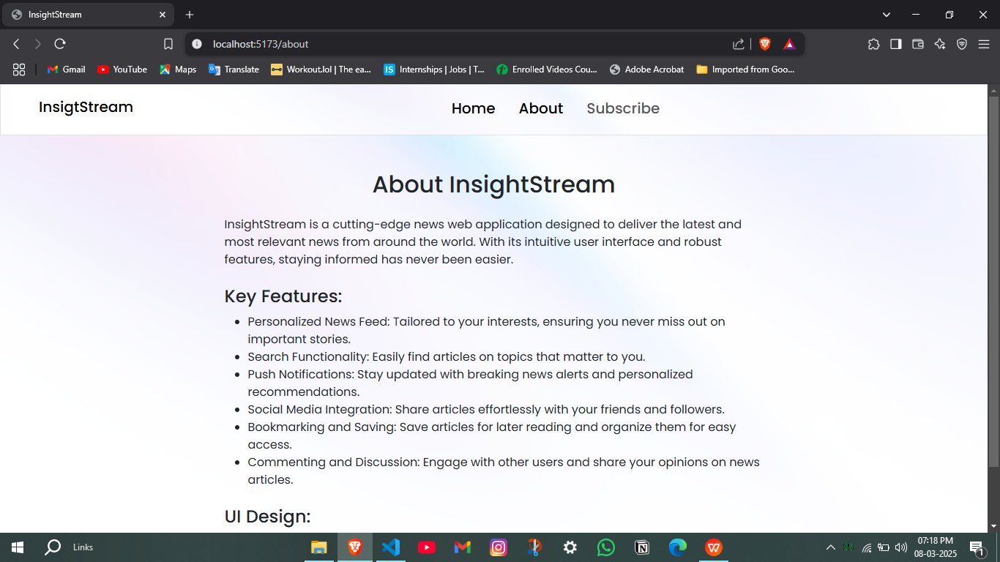 InsightStream
localhost:5173/about
Gmail
YouTube
Maps
Translate
Workout.lol | The ea...
IS
Internships | Jobs | T...
Enrolled Videos Cou...
Adobe Acrobat
Imported from Goo...
InsigtStream
Home
About
Subscribe
About InsightStream
InsightStream is a cutting-edge news web application designed to deliver the latest and
most relevant news from around the world. With its intuitive user interface and robust
features, staying informed has never been easier.
Key Features:
Personalized News Feed: Tailored to your interests, ensuring you never miss out on
important stories.
Search Functionality: Easily find articles on topics that matter to you.
Push Notifications: Stay updated with breaking news alerts and personalized
recommendations.
Social Media Integration: Share articles effortlessly with your friends and followers.
Bookmarking and Saving: Save articles for later reading and organize them for easy
access.
Commenting and Discussion: Engage with other users and share your opinions on news
articles.
UI Design:
Links
07:18 PM
08-03-2025
1